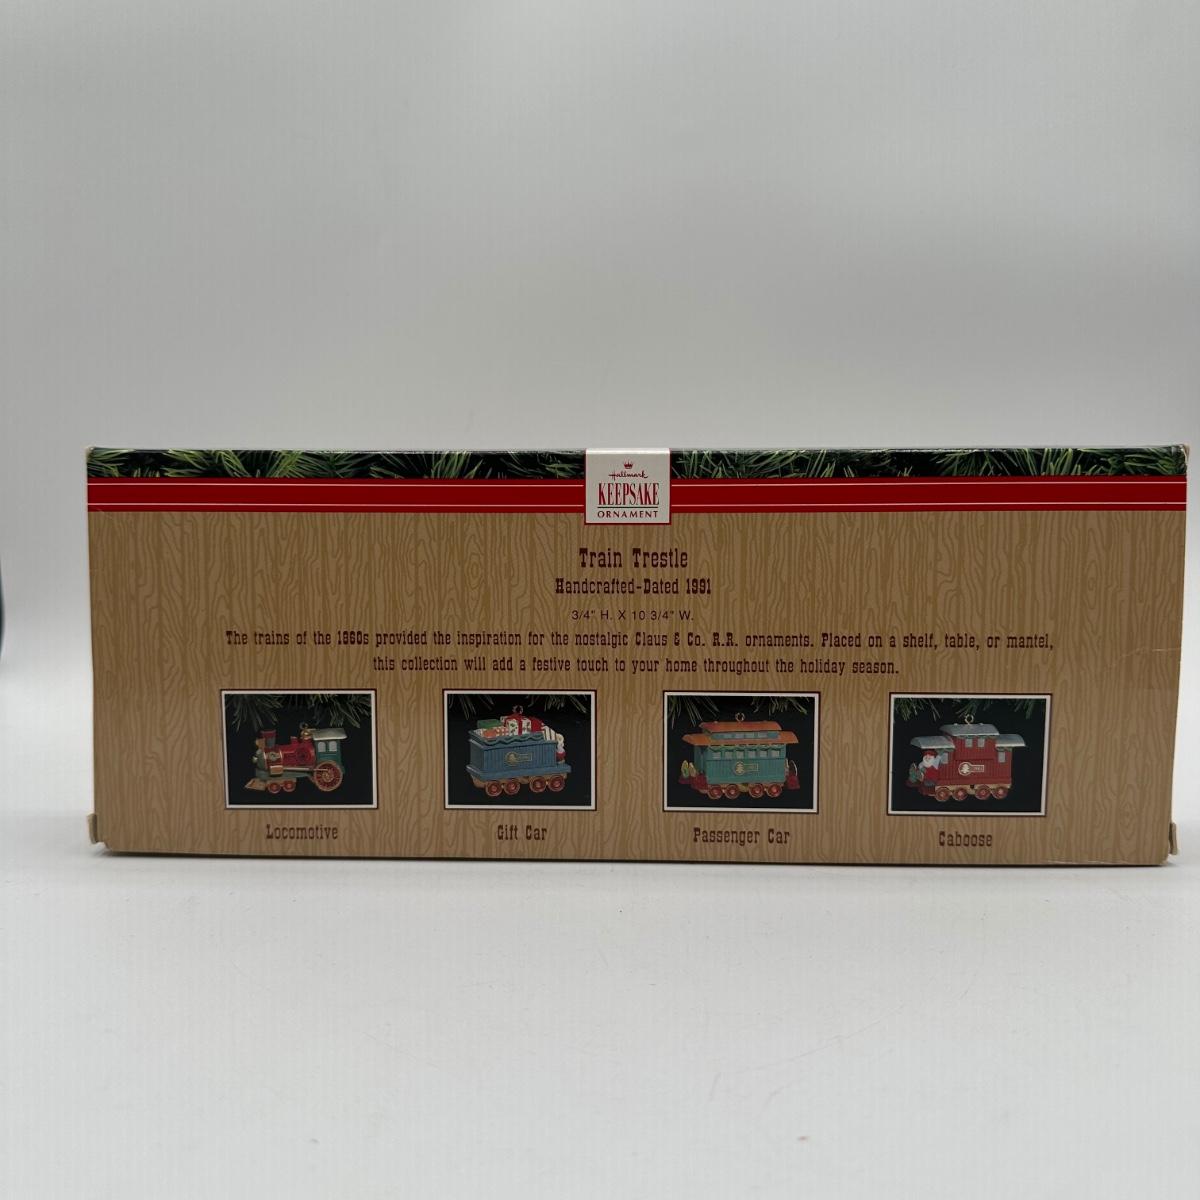 Hallmark
KEEPSAKE
ORNAMENT
Train Trestle
Handcrafted-Dated 1991
3/4" H. X 10 3/4" W.
The trains of the 1860s provided the inspiration for the nostalgic Claus & Co. R.R. ornaments. Placed on a shelf, table, or mantel,
this collection will add a festive touch to your home throughout the holiday season.
Locomotive
Gift Car
Passenger Car
Caboose